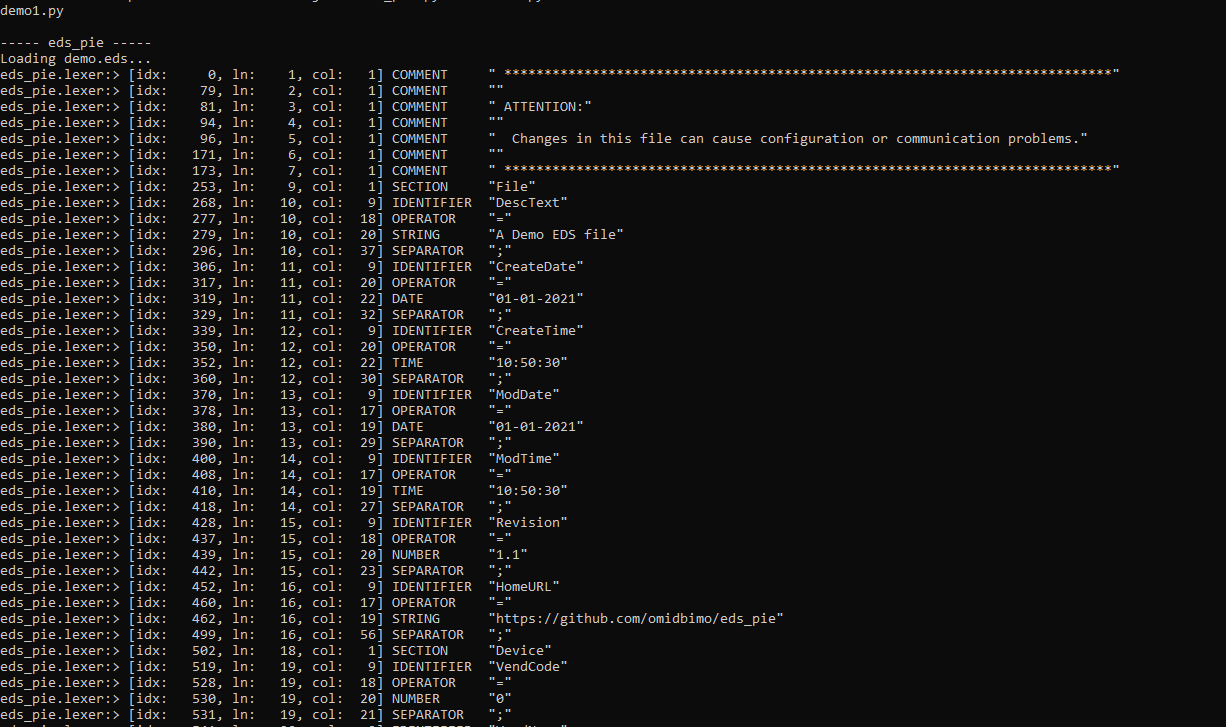 demo1.py
----- eds_pie -----
Loading demo.eds...
eds_pie.lexer:> [idx:     0, ln:    1, col:   1] COMMENT     " ****************************************************************************"
eds_pie.lexer:> [idx:    79, ln:    2, col:   1] COMMENT     ""
eds_pie.lexer:> [idx:    81, ln:    3, col:   1] COMMENT     " ATTENTION:"
eds_pie.lexer:> [idx:    94, ln:    4, col:   1] COMMENT     ""
eds_pie.lexer:> [idx:    96, ln:    5, col:   1] COMMENT     "  Changes in this file can cause configuration or communication problems."
eds_pie.lexer:> [idx:   171, ln:    6, col:   1] COMMENT     ""
eds_pie.lexer:> [idx:   173, ln:    7, col:   1] COMMENT     " ****************************************************************************"
eds_pie.lexer:> [idx:   253, ln:    9, col:   1] SECTION     "File"
eds_pie.lexer:> [idx:   268, ln:   10, col:   9] IDENTIFIER  "DescText"
eds_pie.lexer:> [idx:   277, ln:   10, col:  18] OPERATOR    "="
eds_pie.lexer:> [idx:   279, ln:   10, col:  20] STRING      "A Demo EDS file"
eds_pie.lexer:> [idx:   296, ln:   10, col:  37] SEPARATOR   ";"
eds_pie.lexer:> [idx:   306, ln:   11, col:   9] IDENTIFIER  "CreateDate"
eds_pie.lexer:> [idx:   317, ln:   11, col:  20] OPERATOR    "="
eds_pie.lexer:> [idx:   319, ln:   11, col:  22] DATE        "01-01-2021"
eds_pie.lexer:> [idx:   329, ln:   11, col:  32] SEPARATOR   ";"
eds_pie.lexer:> [idx:   339, ln:   12, col:   9] IDENTIFIER  "CreateTime"
eds_pie.lexer:> [idx:   350, ln:   12, col:  20] OPERATOR    "="
eds_pie.lexer:> [idx:   352, ln:   12, col:  22] TIME        "10:50:30"
eds_pie.lexer:> [idx:   360, ln:   12, col:  30] SEPARATOR   ";"
eds_pie.lexer:> [idx:   370, ln:   13, col:   9] IDENTIFIER  "ModDate"
eds_pie.lexer:> [idx:   378, ln:   13, col:  17] OPERATOR    "="
eds_pie.lexer:> [idx:   380, ln:   13, col:  19] DATE        "01-01-2021"
eds_pie.lexer:> [idx:   390, ln:   13, col:  29] SEPARATOR   ";"
eds_pie.lexer:> [idx:   400, ln:   14, col:   9] IDENTIFIER  "ModTime"
eds_pie.lexer:> [idx:   408, ln:   14, col:  17] OPERATOR    "="
eds_pie.lexer:> [idx:   410, ln:   14, col:  19] TIME        "10:50:30"
eds_pie.lexer:> [idx:   418, ln:   14, col:  27] SEPARATOR   ";"
eds_pie.lexer:> [idx:   428, ln:   15, col:   9] IDENTIFIER  "Revision"
eds_pie.lexer:> [idx:   437, ln:   15, col:  18] OPERATOR    "="
eds_pie.lexer:> [idx:   439, ln:   15, col:  20] NUMBER      "1.1"
eds_pie.lexer:> [idx:   442, ln:   15, col:  23] SEPARATOR   ";"
eds_pie.lexer:> [idx:   452, ln:   16, col:   9] IDENTIFIER  "HomeURL"
eds_pie.lexer:> [idx:   460, ln:   16, col:  17] OPERATOR    "="
eds_pie.lexer:> [idx:   462, ln:   16, col:  19] STRING      "https://github.com/omidbimo/eds_pie"
eds_pie.lexer:> [idx:   499, ln:   16, col:  56] SEPARATOR   ";"
eds_pie.lexer:> [idx:   502, ln:   18, col:   1] SECTION     "Device"
eds_pie.lexer:> [idx:   519, ln:   19, col:   9] IDENTIFIER  "VendCode"
eds_pie.lexer:> [idx:   528, ln:   19, col:  18] OPERATOR    "="
eds_pie.lexer:> [idx:   530, ln:   19, col:  20] NUMBER      "0"
eds_pie.lexer:> [idx:   531, ln:   19, col:  21] SEPARATOR   ";"